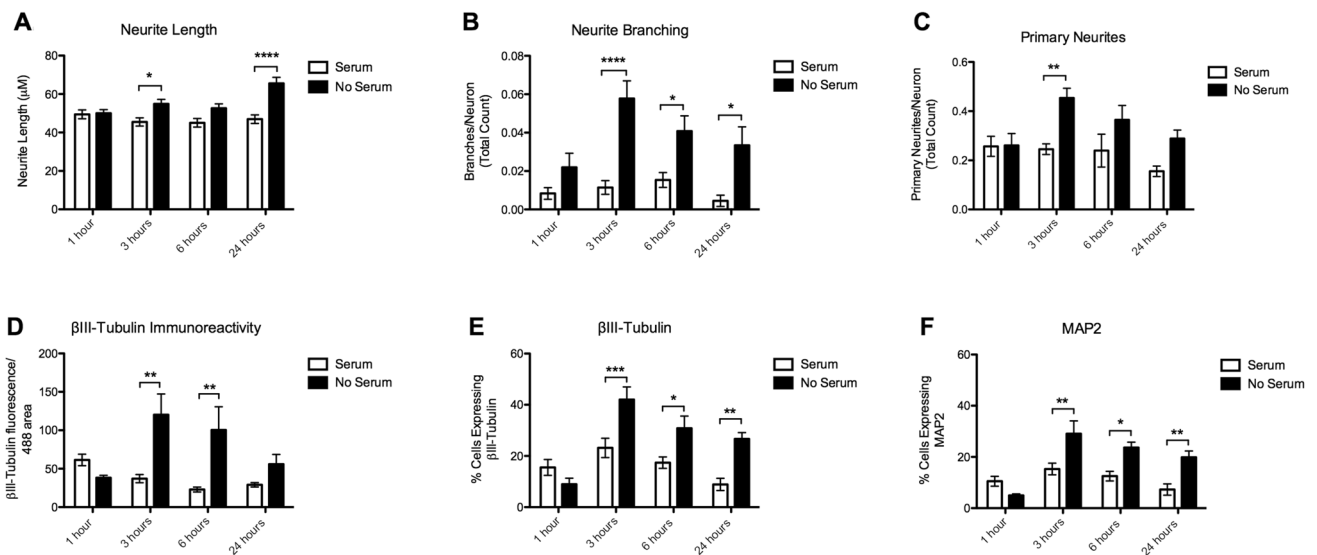 A
Neurite Length
Neurite Length (μM)
80
60
40
20
0
*
****
Serum
No Serum
1 hour
3 hours
6 hours
24 hours
B
Neurite Branching
Branches/Neuron
(Total Count)
0.08
0.06
0.04
0.02
0.00
****
*
*
Serum
No Serum
1 hour
3 hours
6 hours
24 hours
C
Primary Neurites
Primary Neurites/Neuron
(Total Count)
0.6
0.4
0.2
0.0
**
Serum
No Serum
1 hour
3 hours
6 hours
24 hours
D
βIII-Tubulin Immunoreactivity
βIII-Tubulin fluorescence/
488 area
200
150
100
50
0
**
**
Serum
No Serum
1 hour
3 hours
6 hours
24 hours
E
βIII-Tubulin
% Cells Expressing
βIII-Tubulin
60
40
20
0
***
*
**
Serum
No Serum
1 hour
3 hours
6 hours
24 hours
F
MAP2
% Cells Expressing
MAP2
60
40
20
0
**
*
**
Serum
No Serum
1 hour
3 hours
6 hours
24 hours